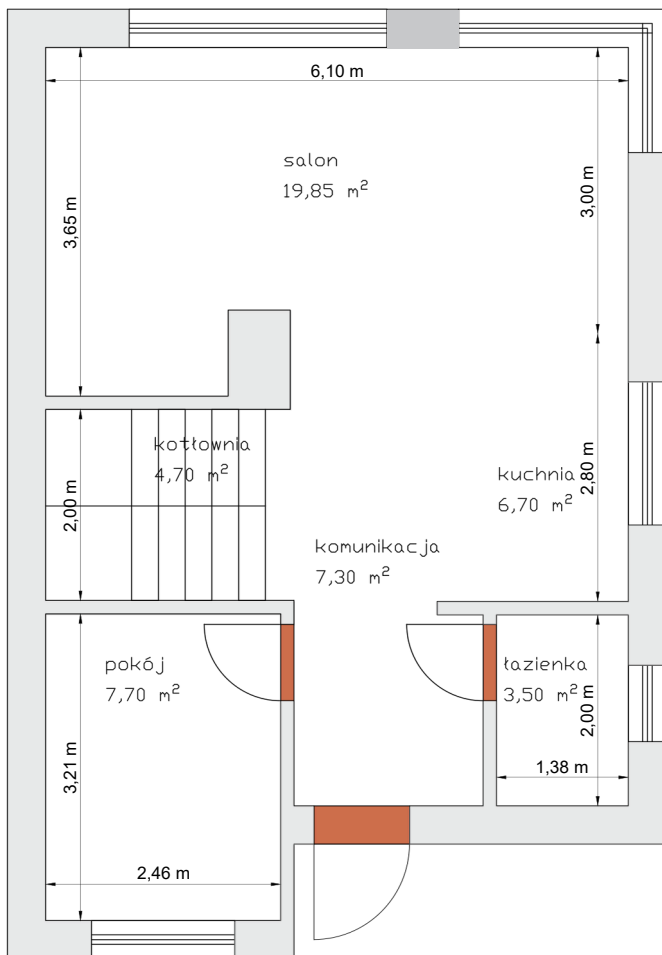 6,10 m
salon
19,85 m²
3,65 m
3,00 m
kotłownia
4,70 m²
2,00 m
kuchnia
6,70 m²
2,80 m
komunikacja
7,30 m²
pokój
7,70 m²
łazienka
3,50 m²
3,21 m
2,00 m
1,38 m
2,46 m